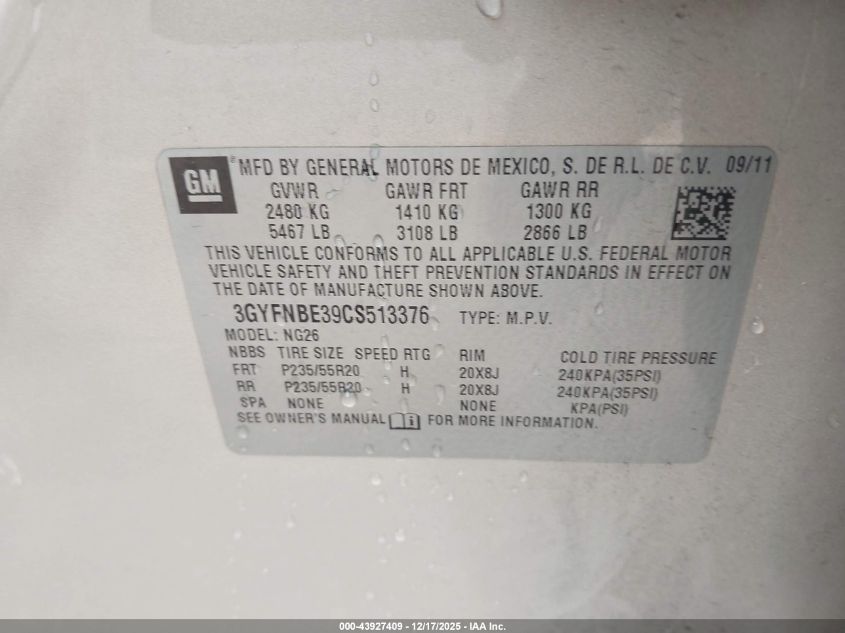 GM ® MFD BY GENERAL MOTORS DE MEXICO, S. DE R.L. DE C.V. 09/11
GVWR GAWR FRT GAWR RR
2480 KG 1410 KG 1300 KG
5467 LB 3108 LB 2866 LB
THIS VEHICLE CONFORMS TO ALL APPLICABLE U.S. FEDERAL MOTOR
VEHICLE SAFETY AND THEFT PREVENTION STANDARDS IN EFFECT ON
THE DATE OF MANUFACTURE SHOWN ABOVE.
3GYFNBE39CS513376 TYPE: M.P.V.
MODEL: NG26
NBBS TIRE SIZE SPEED RTG RIM COLD TIRE PRESSURE
FRT P235/55R20 H 20X8J 240KPA(35PSI)
RR P235/55R20 H 20X8J 240KPA(35PSI)
SPA NONE NONE KPA(PSI)
SEE OWNER'S MANUAL i FOR MORE INFORMATION.
000-43927409 - 12/17/2025 - IAA Inc.